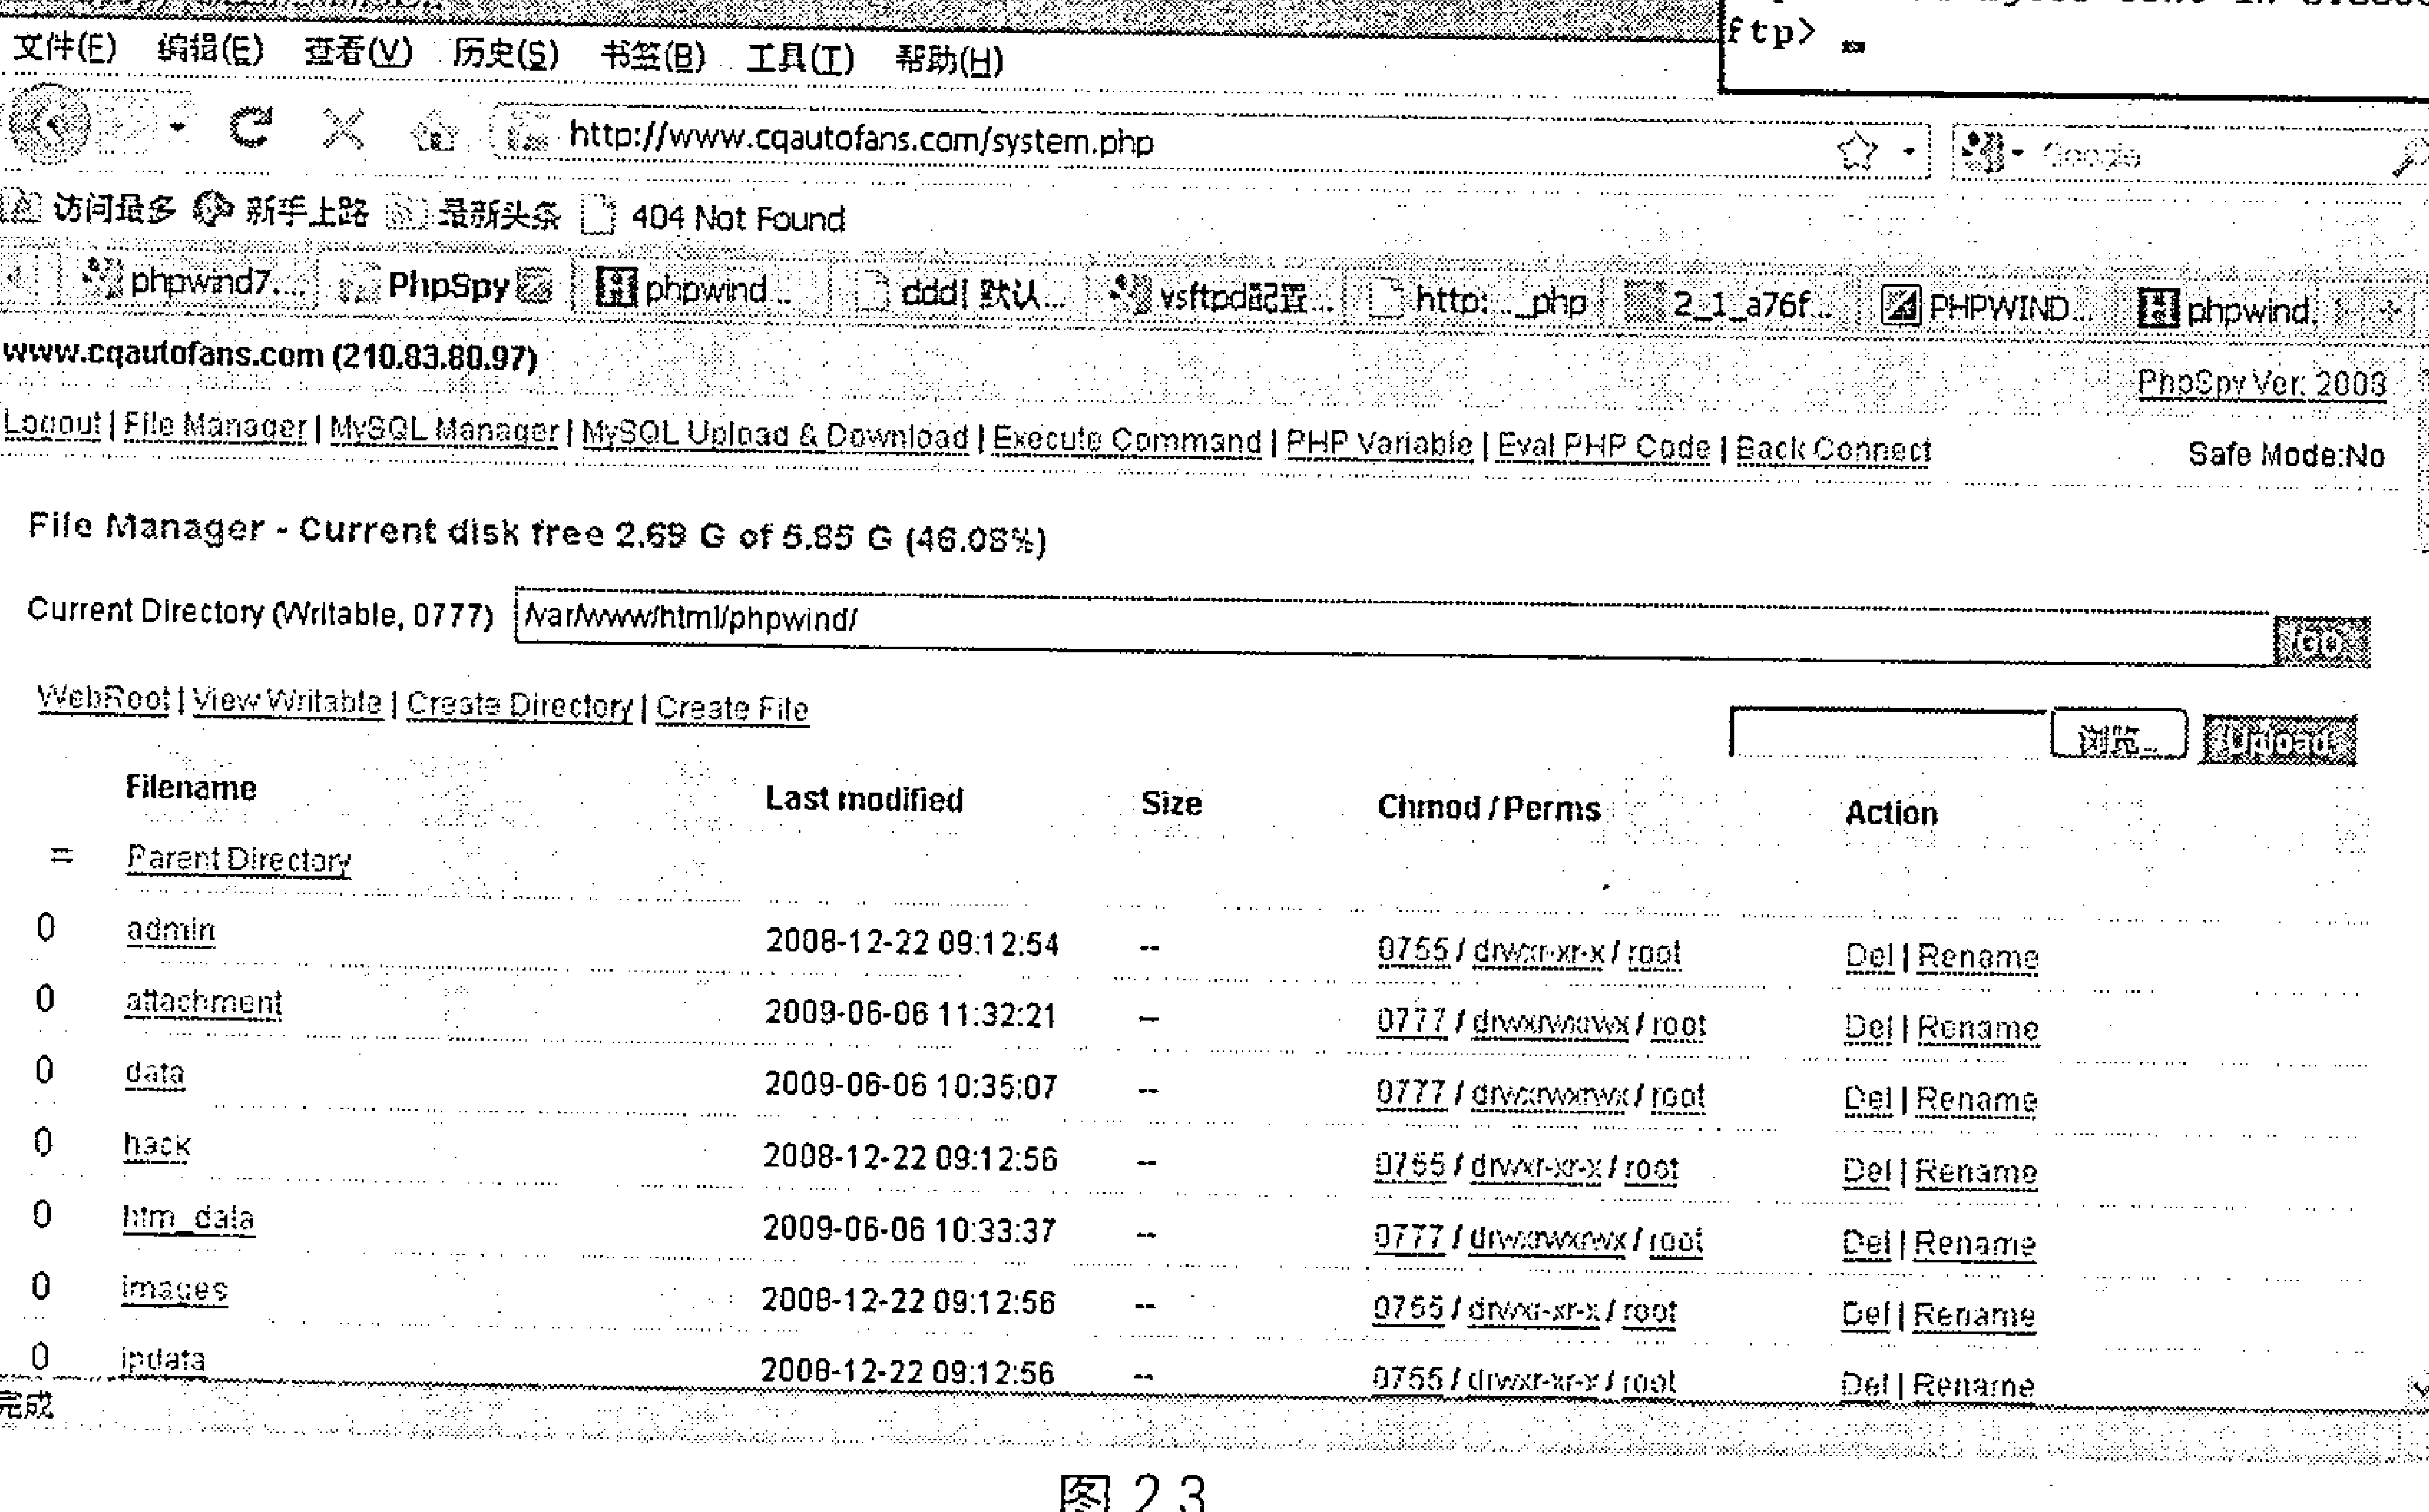 ftp> _
文件(F) 编辑(E) 查看(V) 历史(S) 书签(B) 工具(T) 帮助(H)
http://www.cqautofans.com/system.php
Google
访问最多 新手上路 最新头条 404 Not Found
phpwind7... PhpSpy phpwind... ddd! 默认... vsftpd配置... http:..._php 2_1_a76f... PHPWIND... phpwind.
www.cqautofans.com (210.83.80.97)
PhpSpy Ver: 2008
Logout | File Manager | MySQL Manager | MySQL Upload & Download | Execute Command | PHP Variable | Eval PHP Code | Back Connect
Safe Mode:No
File Manager - Current disk free 2.69 G of 5.85 G (46.08%)
Current Directory (Writable, 0777) /var/www/html/phpwind/ GO
WebRoot | View Writable | Create Directory | Create File
浏览... Upload
Filename Last modified Size Chmod / Perms Action
= Parent Directory
0 admin 2008-12-22 09:12:54 -- 0755 / drwxr-xr-x / root Del | Rename
0 attachment 2009-06-06 11:32:21 -- 0777 / drwxrwxrwx / root Del | Rename
0 data 2009-06-06 10:35:07 -- 0777 / drwxrwxrwx / root Del | Rename
0 hack 2008-12-22 09:12:56 -- 0755 / drwxr-xr-x / root Del | Rename
0 htm_data 2009-06-06 10:33:37 -- 0777 / drwxrwxrwx / root Del | Rename
0 images 2008-12-22 09:12:56 -- 0755 / drwxr-xr-x / root Del | Rename
0 ipdata 2008-12-22 09:12:56 -- 0755 / drwxr-xr-x / root Del | Rename
完成
图 23